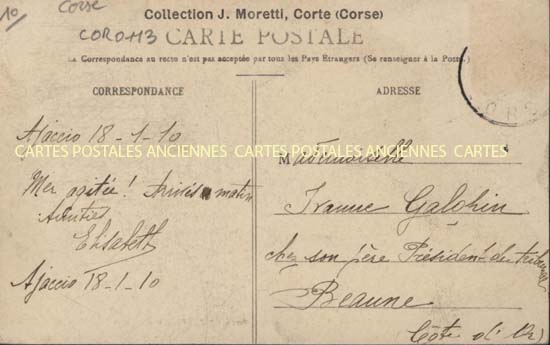 10
Corse
COR0113
Collection J. Moretti, Corte (Corse)
CARTE POSTALE
La Correspondance au recto n'est pas acceptée par tous les Pays Etrangers (Se renseigner à la Poste.)
CORRESPONDANCE
Ajaccio 18-1-10
Mer agitée! Arrivés matin
Amitiés
Elisabeth
Ajaccio 18-1-10
ADRESSE
Mademoiselle
Galohin
chez son père Président du tribunal
Beaune
Côte d'Or)
CARTES POSTALES ANCIENNES CARTES POSTALES ANCIENNES CARTES